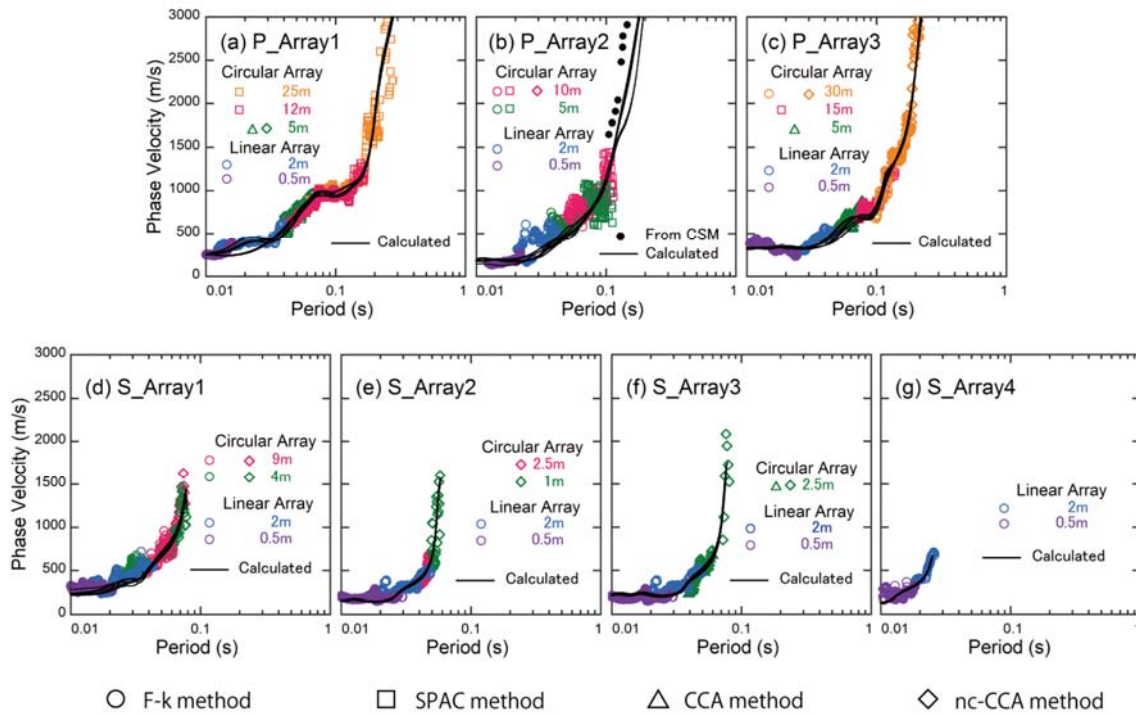 3000
2000
1500
1000
500
0
Phase Velocity (m/s)
(a) P_Array1
Circular Array
25m
12m
5m
Linear Array
2m
0.5m
Calculated
0.01
0.1
1
Period (s)
(b) P_Array2
Circular Array
10m
5m
Linear Array
2m
0.5m
From CSM
Calculated
0.01
0.1
1
Period (s)
(c) P_Array3
Circular Array
30m
15m
5m
Linear Array
2m
0.5m
Calculated
0.01
0.1
1
Period (s)
3000
2500
2000
1500
1000
500
0
Phase Velocity (m/s)
(d) S_Array1
Circular Array
9m
4m
Linear Array
2m
0.5m
Calculated
0.01
0.1
1
Period (s)
(e) S_Array2
Circular Array
2.5m
1m
Linear Array
2m
0.5m
Calculated
0.01
0.1
1
Period (s)
(f) S_Array3
Circular Array
2.5m
Linear Array
2m
0.5m
Calculated
0.01
0.1
1
Period (s)
(g) S_Array4
Linear Array
2m
0.5m
Calculated
0.01
0.1
1
Period (s)
F-k method
SPAC method
CCA method
nc-CCA method